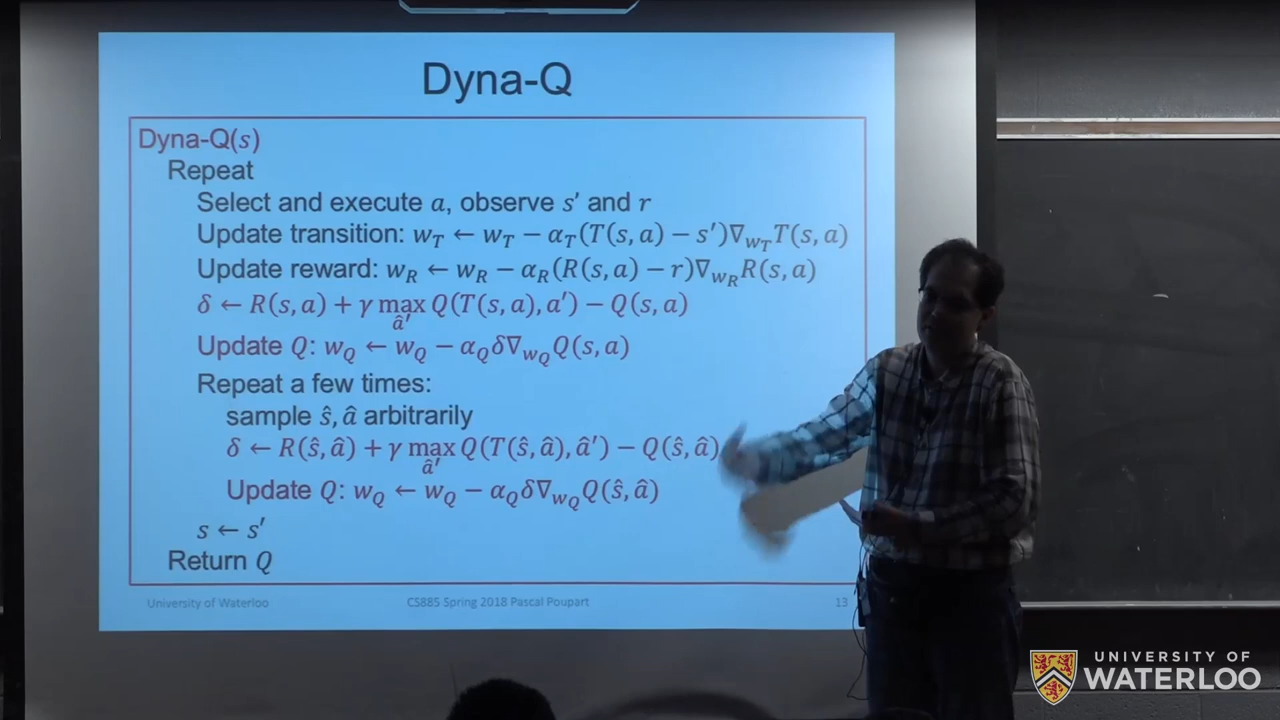 Dyna-Q
Dyna-Q(s)
Repeat
Select and execute a, observe s′ and r
Update transition: w_T ← w_T − α_T(T(s, a) − s′)∇_{w_T}T(s, a)
Update reward: w_R ← w_R − α_R(R(s, a) − r)∇_{w_R}R(s, a)
δ ← R(s, a) + γ max_{â′} Q(T(s, a), a′) − Q(s, a)
Update Q: w_Q ← w_Q − α_Qδ∇_{w_Q}Q(s, a)
Repeat a few times:
sample ŝ, â arbitrarily
δ ← R(ŝ, â) + γ max_{â′} Q(T(ŝ, â), â′) − Q(ŝ, â)
Update Q: w_Q ← w_Q − α_Qδ∇_{w_Q}Q(ŝ, â)
s ← s′
Return Q
University of Waterloo CS885 Spring 2018 Pascal Poupart 13
UNIVERSITY OF
WATERLOO